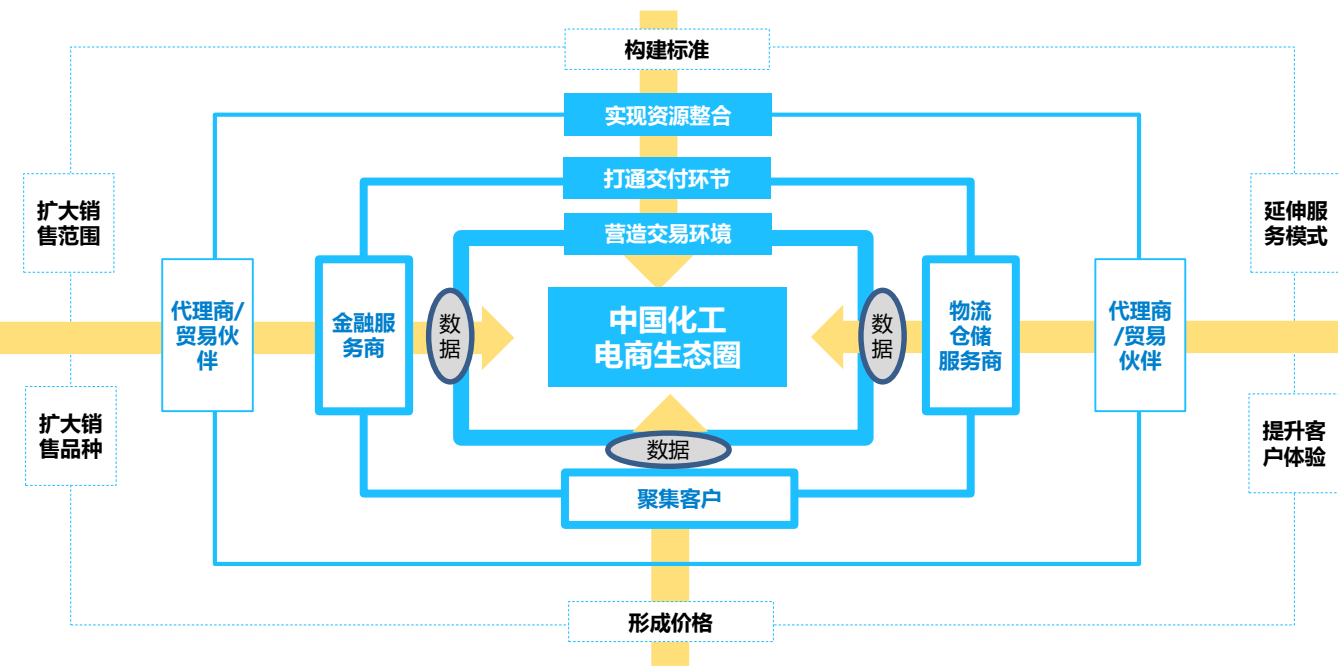 构建标准
实现资源整合
打通交付环节
营造交易环境
扩大销
售范围
延伸服
务模式
代理商/
贸易伙
伴
金融服
务商
数
据
中国化工
电商生态圈
数
据
物流
仓储
服务商
代理商
/贸易
伙伴
扩大销
售品种
提升客
户体验
数据
聚集客户
形成价格